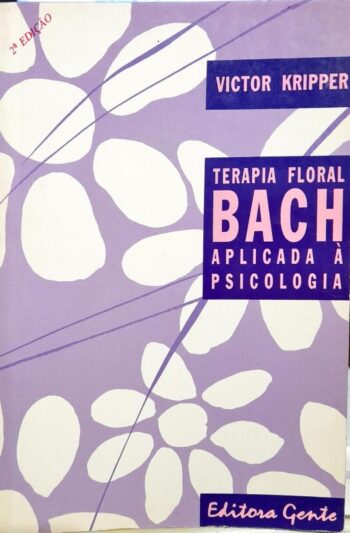 2ª EDIÇÃO
VICTOR KRIPPER
TERAPIA FLORAL
BACH
APLICADA À
PSICOLOGIA
Editora Gente